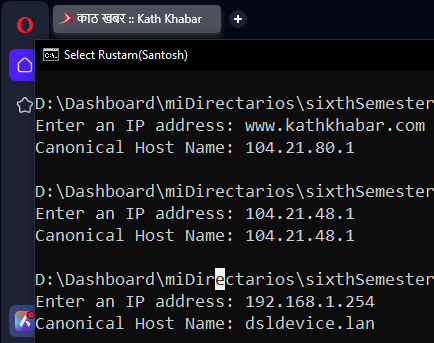 काठ खबर :: Kath Khabar
Select Rustam(Santosh)
D:\Dashboard\miDirectarios\sixthSemester
Enter an IP address: www.kathkhabar.com
Canonical Host Name: 104.21.80.1
D:\Dashboard\miDirectarios\sixthSemester
Enter an IP address: 104.21.48.1
Canonical Host Name: 104.21.48.1
D:\Dashboard\miDirectarios\sixthSemester
Enter an IP address: 192.168.1.254
Canonical Host Name: dsldevice.lan